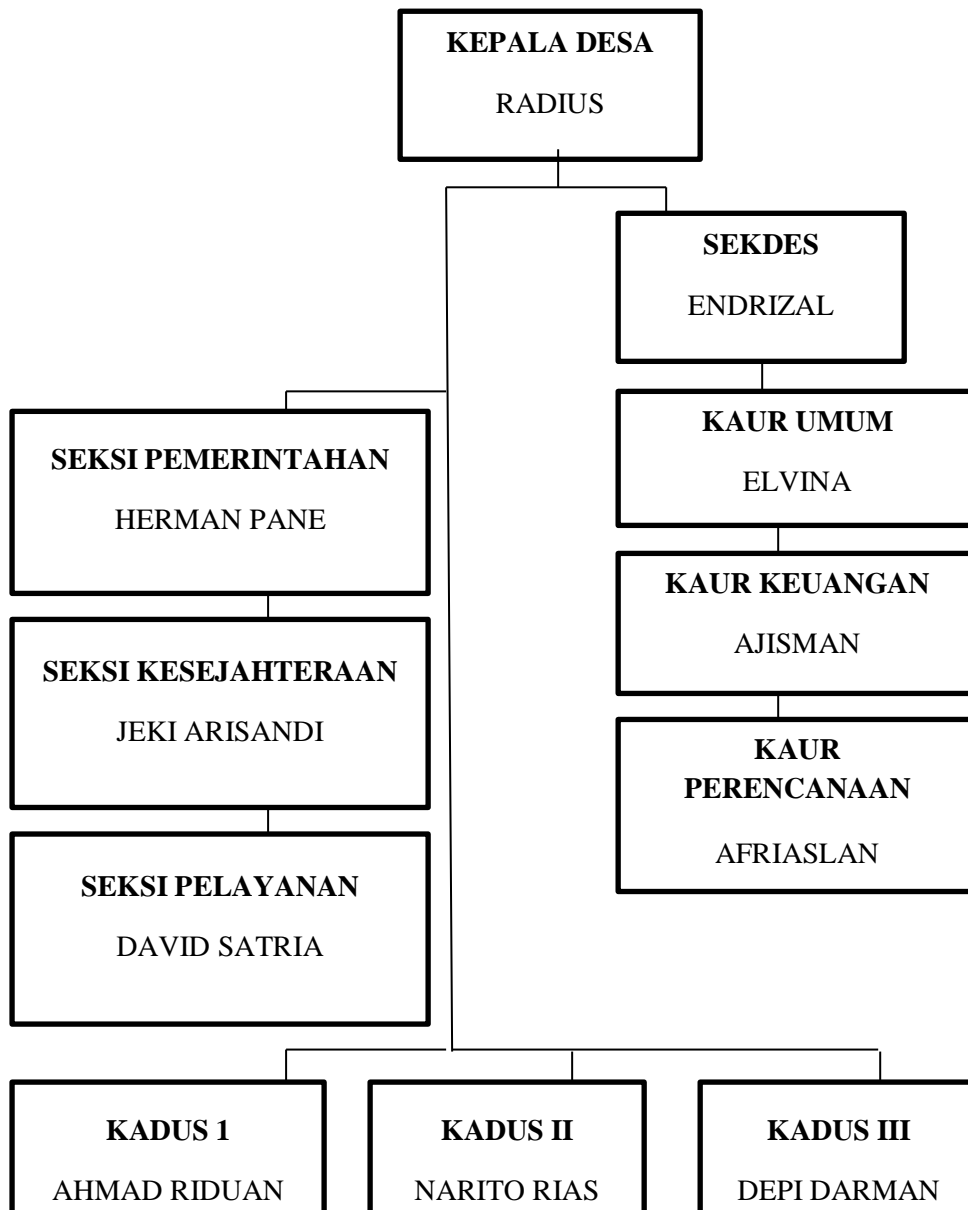 KEPALA DESA
RADIUS
SEKDES
ENDRIZAL
SEKSI PEMERINTAHAN
HERMAN PANE
KAUR UMUM
ELVINA
KAUR KEUANGAN
AJISMAN
SEKSI KESEJAHTERAAN
JEKI ARISANDI
KAUR
PERENCANAAN
AFRIASLAN
SEKSI PELAYANAN
DAVID SATRIA
KADUS 1
AHMAD RIDUAN
KADUS II
NARITO RIAS
KADUS III
DEPI DARMAN